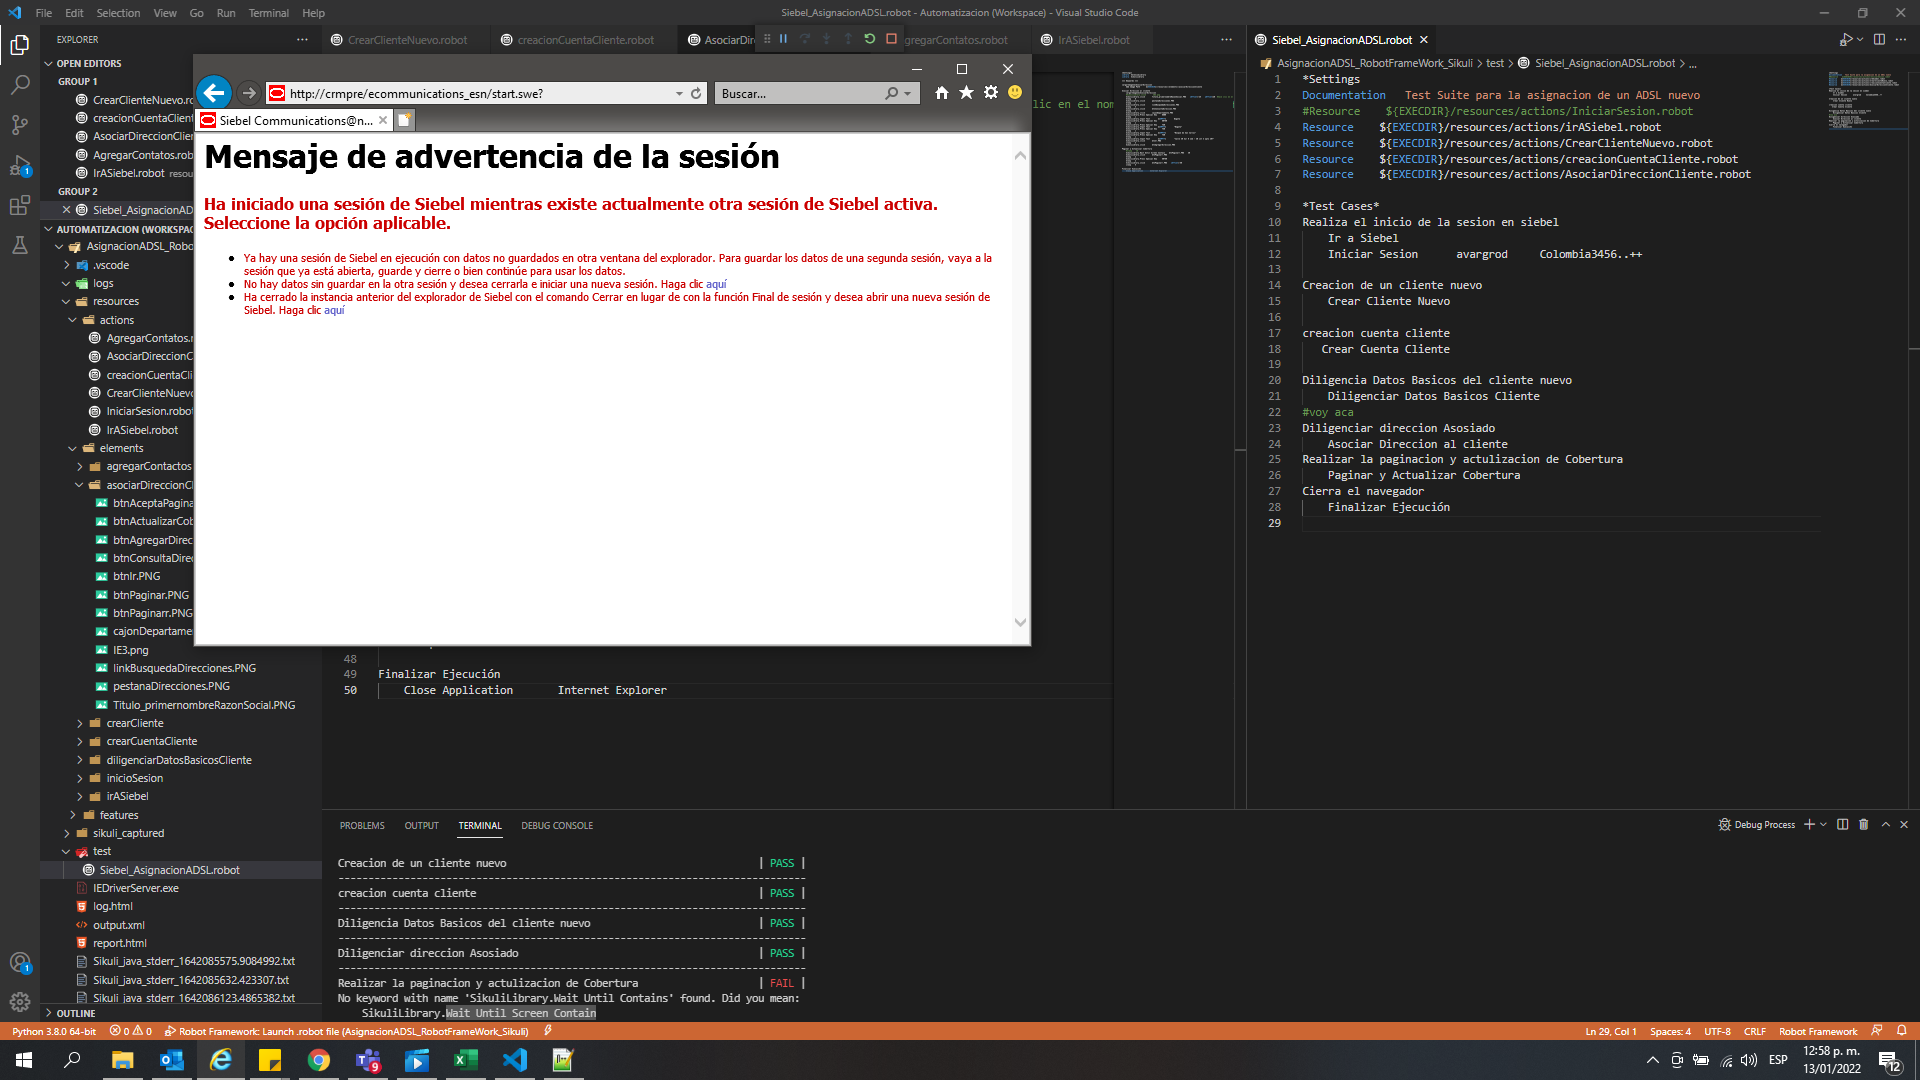 File Edit Selection View Go Run Terminal Help
Siebel_AsignacionADSL.robot - Automatizacion (Workspace) - Visual Studio Code
EXPLORER
OPEN EDITORS
GROUP 1
CrearClienteNuevo.ro
creacionCuentaClient
AsociarDireccionClie
AgregarContatos.rob
IrASiebel.robot resou
GROUP 2
Siebel_AsignacionAD
AUTOMATIZACION (WORKSPAC
AsignacionADSL_Robo
.vscode
logs
resources
actions
AgregarContatos.r
AsociarDireccionC
creacionCuentaCli
CrearClienteNuevo
IniciarSesion.robot
IrASiebel.robot
elements
agregarContactos
asociarDireccionCl
btnAceptaPagina
btnActualizarCob
btnAgregarDirec
btnConsultaDirec
btnIr.PNG
btnPaginar.PNG
btnPaginarr.PNG
cajonDepartame
IE3.png
linkBusquedaDirecciones.PNG
pestanaDirecciones.PNG
Titulo_primernombreRazonSocial.PNG
crearCliente
crearCuentaCliente
diligenciarDatosBasicosCliente
inicioSesion
irASiebel
features
sikuli_captured
test
Siebel_AsignacionADSL.robot
IEDriverServer.exe
log.html
output.xml
report.html
Sikuli_java_stderr_1642085575.9084992.txt
Sikuli_java_stderr_1642085632.423307.txt
Sikuli_java_stderr_1642086123.4865382.txt
OUTLINE
CrearClienteNuevo.robot
creacionCuentaCliente.robot
AsociarDire
gregarContatos.robot
IrASiebel.robot
http://crmpre/ecommunications_esn/start.swe?
Buscar...
Siebel Communications@n...
Mensaje de advertencia de la sesión
Ha iniciado una sesión de Siebel mientras existe actualmente otra sesión de Siebel activa.
Seleccione la opción aplicable.
• Ya hay una sesión de Siebel en ejecución con datos no guardados en otra ventana del explorador. Para guardar los datos de una segunda sesión, vaya a la
sesión que ya está abierta, guarde y cierre o bien continúe para usar los datos.
• No hay datos sin guardar en la otra sesión y desea cerrarla e iniciar una nueva sesión. Haga clic aquí
• Ha cerrado la instancia anterior del explorador de Siebel con el comando Cerrar en lugar de con la función Final de sesión y desea abrir una nueva sesión de
Siebel. Haga clic aquí
lic en el nom
48
49 Finalizar Ejecución
50 Close Application Internet Explorer
Siebel_AsignacionADSL.robot
AsignacionADSL_RobotFrameWork_Sikuli > test > Siebel_AsignacionADSL.robot > ...
1 *Settings
2 Documentation Test Suite para la asignacion de un ADSL nuevo
3 #Resource ${EXECDIR}/resources/actions/IniciarSesion.robot
4 Resource ${EXECDIR}/resources/actions/irASiebel.robot
5 Resource ${EXECDIR}/resources/actions/CrearClienteNuevo.robot
6 Resource ${EXECDIR}/resources/actions/creacionCuentaCliente.robot
7 Resource ${EXECDIR}/resources/actions/AsociarDireccionCliente.robot
8
9 *Test Cases*
10 Realiza el inicio de la sesion en siebel
11 Ir a Siebel
12 Iniciar Sesion avargrod Colombia3456..++
13
14 Creacion de un cliente nuevo
15 Crear Cliente Nuevo
16
17 creacion cuenta cliente
18 Crear Cuenta Cliente
19
20 Diligencia Datos Basicos del cliente nuevo
21 Diligenciar Datos Basicos Cliente
22 #voy aca
23 Diligenciar direccion Asosiado
24 Asociar Direccion al cliente
25 Realizar la paginacion y actulizacion de Cobertura
26 Paginar y Actualizar Cobertura
27 Cierra el navegador
28 Finalizar Ejecución
29
PROBLEMS OUTPUT TERMINAL DEBUG CONSOLE
Debug Process
Creacion de un cliente nuevo | PASS |
creacion cuenta cliente | PASS |
Diligencia Datos Basicos del cliente nuevo | PASS |
Diligenciar direccion Asosiado | PASS |
Realizar la paginacion y actulizacion de Cobertura | FAIL |
No keyword with name 'SikuliLibrary.Wait Until Contains' found. Did you mean:
SikuliLibrary.Wait Until Screen Contain
Python 3.8.0 64-bit 0 0 Robot Framework: Launch .robot file (AsignacionADSL_RobotFrameWork_Sikuli)
Ln 29, Col 1 Spaces: 4 UTF-8 CRLF Robot Framework
ESP
12:58 p. m.
13/01/2022
12